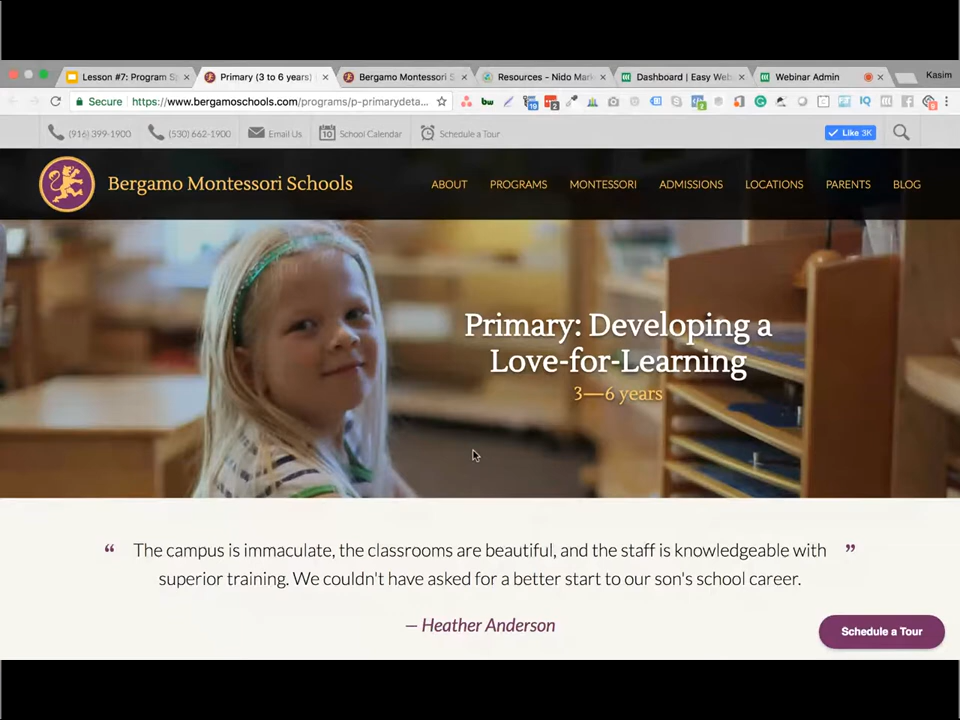 Lesson #7: Program S
Primary (3 to 6 years)
Bergamo Montessori S
Resources - Nido Mark
Dashboard | Easy Web
Webinar Admin
Kasim
Secure
https://www.bergamoschools.com/programs/p-primarydeta...
(916) 399-1900
(530) 662-1900
Email Us
10
School Calendar
Schedule a Tour
Like 3K
Bergamo Montessori Schools
ABOUT
PROGRAMS
MONTESSORI
ADMISSIONS
LOCATIONS
PARENTS
BLOG
Primary: Developing a
Love-for-Learning
3—6 years
“ The campus is immaculate, the classrooms are beautiful, and the staff is knowledgeable with ”
superior training. We couldn't have asked for a better start to our son's school career.
— Heather Anderson
Schedule a Tour